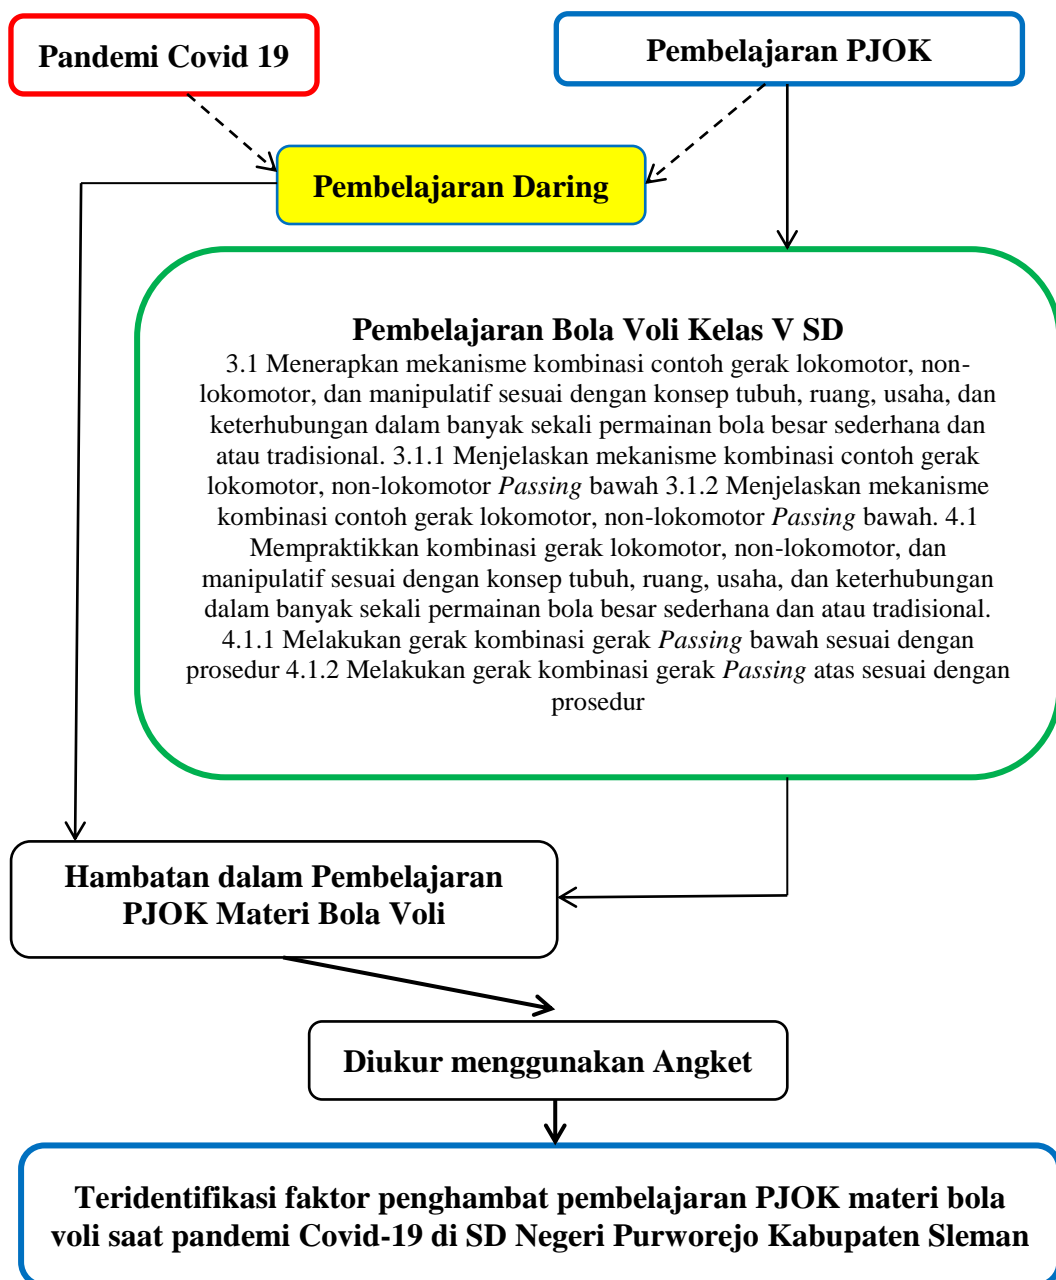 Pandemi Covid 19
Pembelajaran PJOK
Pembelajaran Daring
Pembelajaran Bola Voli Kelas V SD
3.1 Menerapkan mekanisme kombinasi contoh gerak lokomotor, non-
lokomotor, dan manipulatif sesuai dengan konsep tubuh, ruang, usaha, dan
keterhubungan dalam banyak sekali permainan bola besar sederhana dan
atau tradisional. 3.1.1 Menjelaskan mekanisme kombinasi contoh gerak
lokomotor, non-lokomotor Passing bawah 3.1.2 Menjelaskan mekanisme
kombinasi contoh gerak lokomotor, non-lokomotor Passing bawah. 4.1
Mempraktikkan kombinasi gerak lokomotor, non-lokomotor, dan
manipulatif sesuai dengan konsep tubuh, ruang, usaha, dan keterhubungan
dalam banyak sekali permainan bola besar sederhana dan atau tradisional.
4.1.1 Melakukan gerak kombinasi gerak Passing bawah sesuai dengan
prosedur 4.1.2 Melakukan gerak kombinasi gerak Passing atas sesuai dengan
prosedur
Hambatan dalam Pembelajaran
PJOK Materi Bola Voli
Diukur menggunakan Angket
Teridentifikasi faktor penghambat pembelajaran PJOK materi bola
voli saat pandemi Covid-19 di SD Negeri Purworejo Kabupaten Sleman